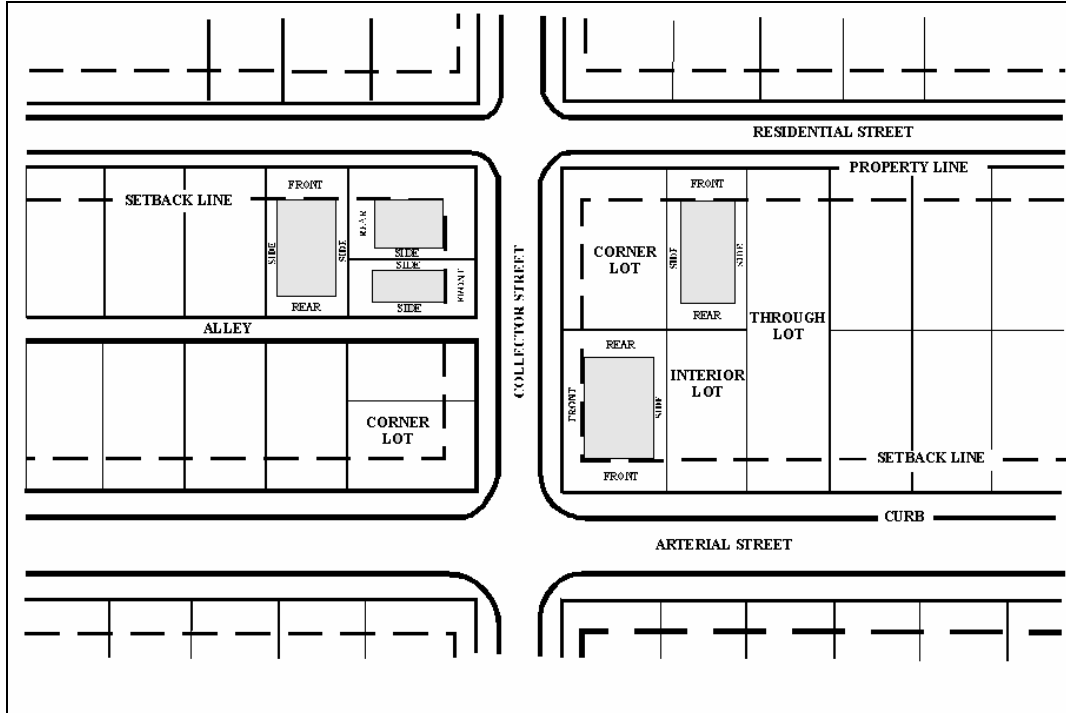 RESIDENTIAL STREET
PROPERTY LINE
FRONT
SETBACK LINE
REAR
SIDE
SIDE
SIDE
SIDE
FRONT
SIDE
REAR
ALLEY
COLLECTOR STREET
FRONT
CORNER
LOT
SIDE
SIDE
REAR
THROUGH
LOT
REAR
INTERIOR
LOT
FRONT
SIDE
FRONT
CORNER
LOT
SETBACK LINE
CURB
ARTERIAL STREET